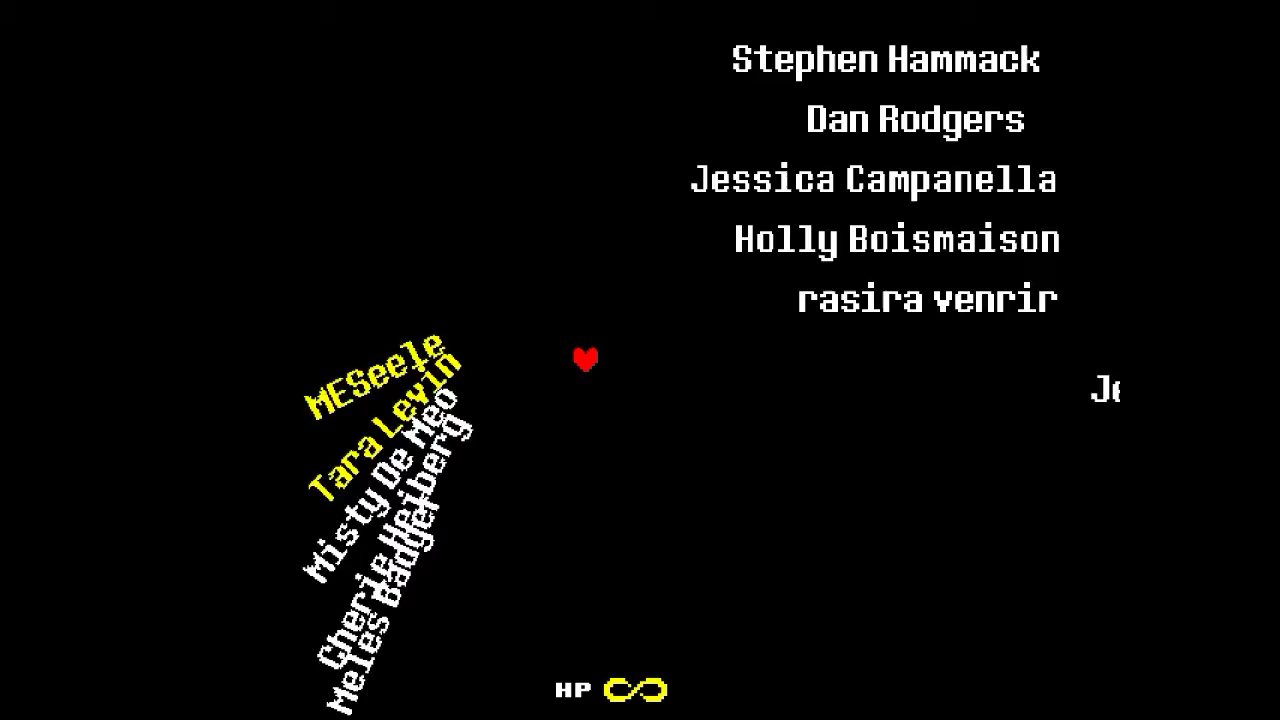 Stephen Hammack
Dan Rodgers
Jessica Campanella
Holly Boismaison
rasira venrir
MESeele
Tara Levin
Misty De Meo
Cherie Heiberg
Meles Badger
HP